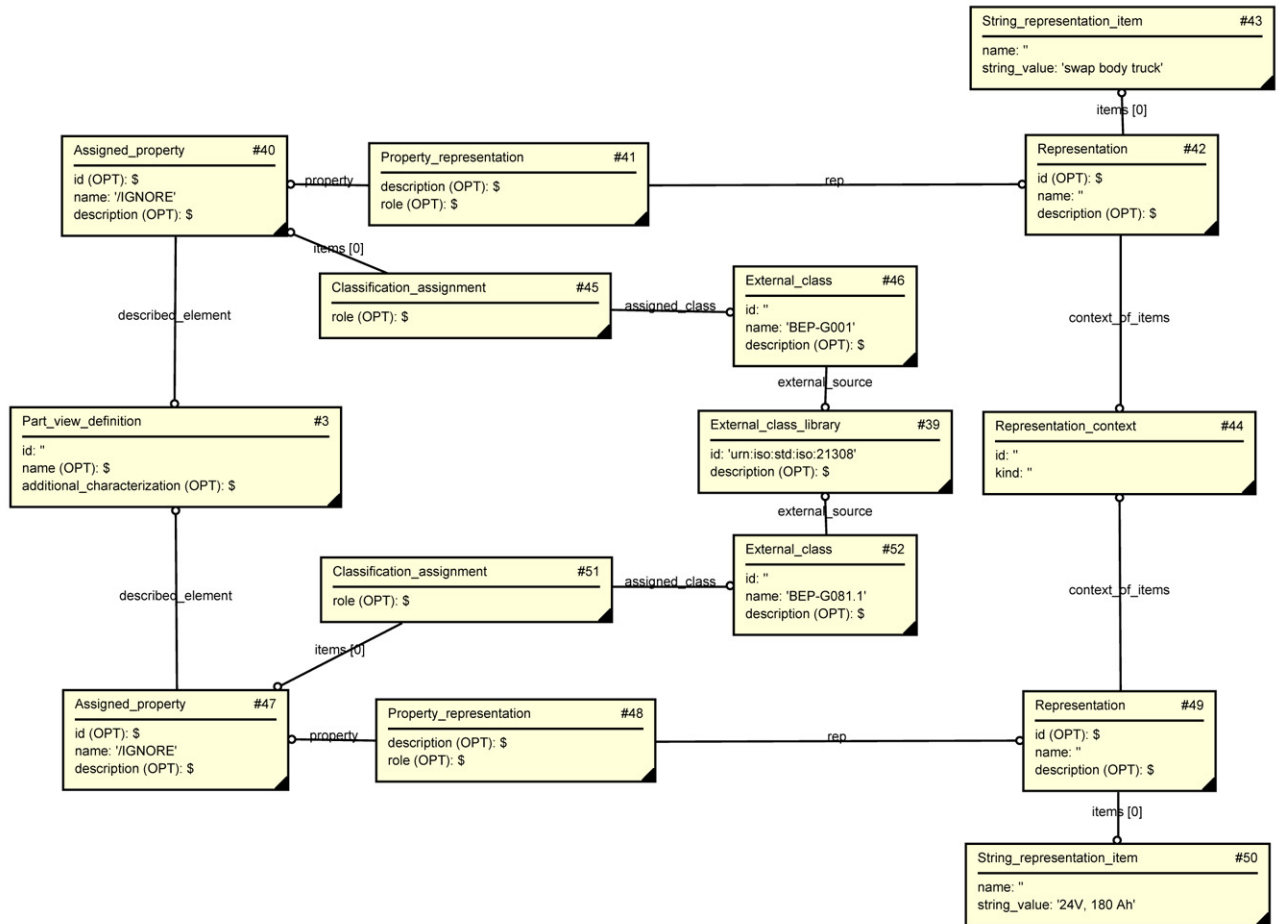 String_representation_item #43
name: ''
string_value: 'swap body truck'
items [0]
Assigned_property #40
id (OPT): $
name: '/IGNORE'
description (OPT): $
property
Property_representation #41
description (OPT): $
role (OPT): $
rep
Representation #42
id (OPT): $
name: ''
description (OPT): $
items [0]
Classification_assignment #45
role (OPT): $
assigned_class
External_class #46
id: ''
name: 'BEP-G001'
description (OPT): $
described_element
context_of_items
external_source
Part_view_definition #3
id: ''
name (OPT): $
additional_characterization (OPT): $
External_class_library #39
id: 'urn:iso:std:iso:21308'
description (OPT): $
Representation_context #44
id: ''
kind: ''
external_source
Classification_assignment #51
role (OPT): $
assigned_class
External_class #52
id: ''
name: 'BEP-G081.1'
description (OPT): $
described_element
context_of_items
items [0]
Assigned_property #47
id (OPT): $
name: '/IGNORE'
description (OPT): $
property
Property_representation #48
description (OPT): $
role (OPT): $
rep
Representation #49
id (OPT): $
name: ''
description (OPT): $
items [0]
String_representation_item #50
name: ''
string_value: '24V, 180 Ah'